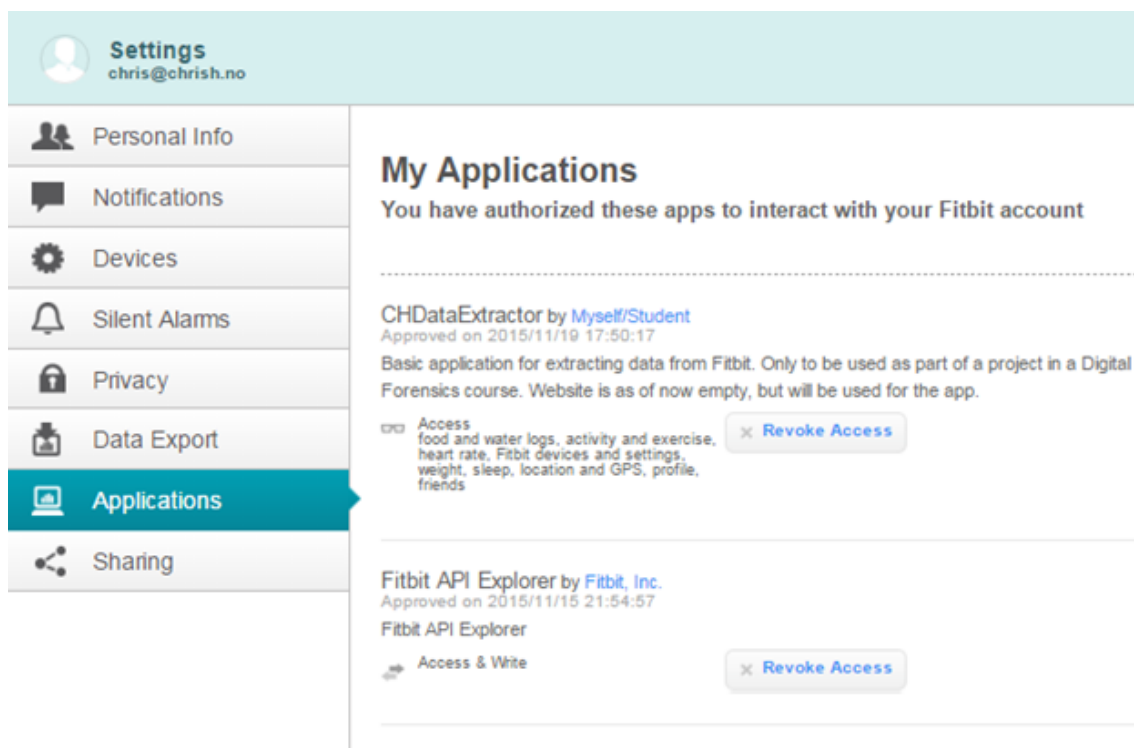 Settings
chris@chrish.no
Personal Info
Notifications
Devices
Silent Alarms
Privacy
Data Export
Applications
Sharing
My Applications
You have authorized these apps to interact with your Fitbit account
CHDataExtractor by Myself/Student
Approved on 2015/11/19 17:50:17
Basic application for extracting data from Fitbit. Only to be used as part of a project in a Digital
Forensics course. Website is as of now empty, but will be used for the app.
Access
food and water logs, activity and exercise,
heart rate, Fitbit devices and settings,
weight, sleep, location and GPS, profile,
friends
Revoke Access
Fitbit API Explorer by Fitbit, Inc.
Approved on 2015/11/15 21:54:57
Fitbit API Explorer
Access & Write
Revoke Access